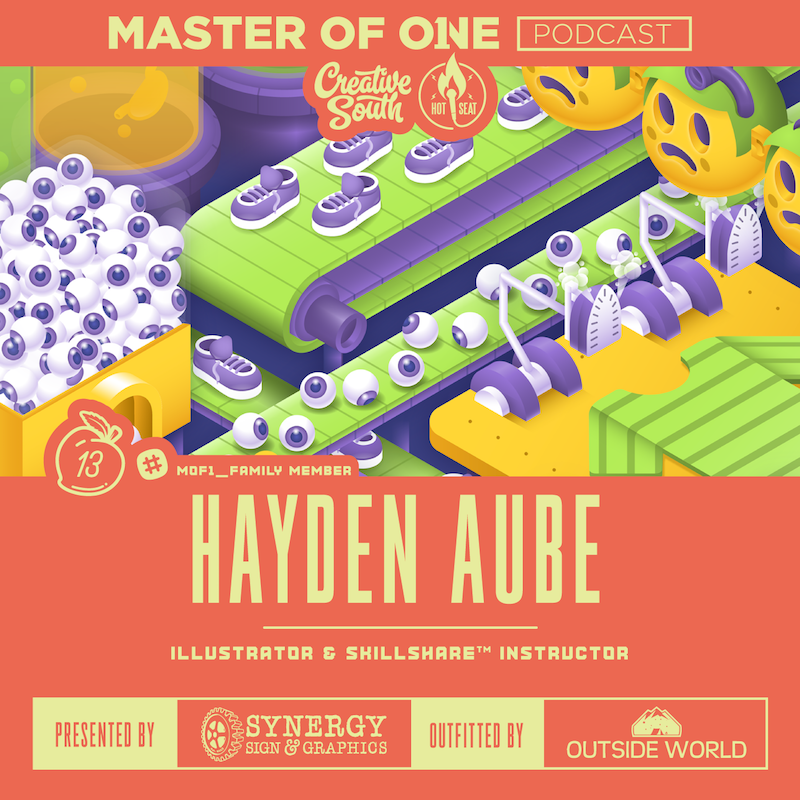 MASTER OF ONE PODCAST
Creative
South
HOT SEAT
13
# MOF1_FAMILY MEMBER
HAYDEN AUBE
ILLUSTRATOR & SKILLSHARE™ INSTRUCTOR
PRESENTED BY
SYNERGY
SIGN & GRAPHICS
OUTFITTED BY
OUTSIDE WORLD